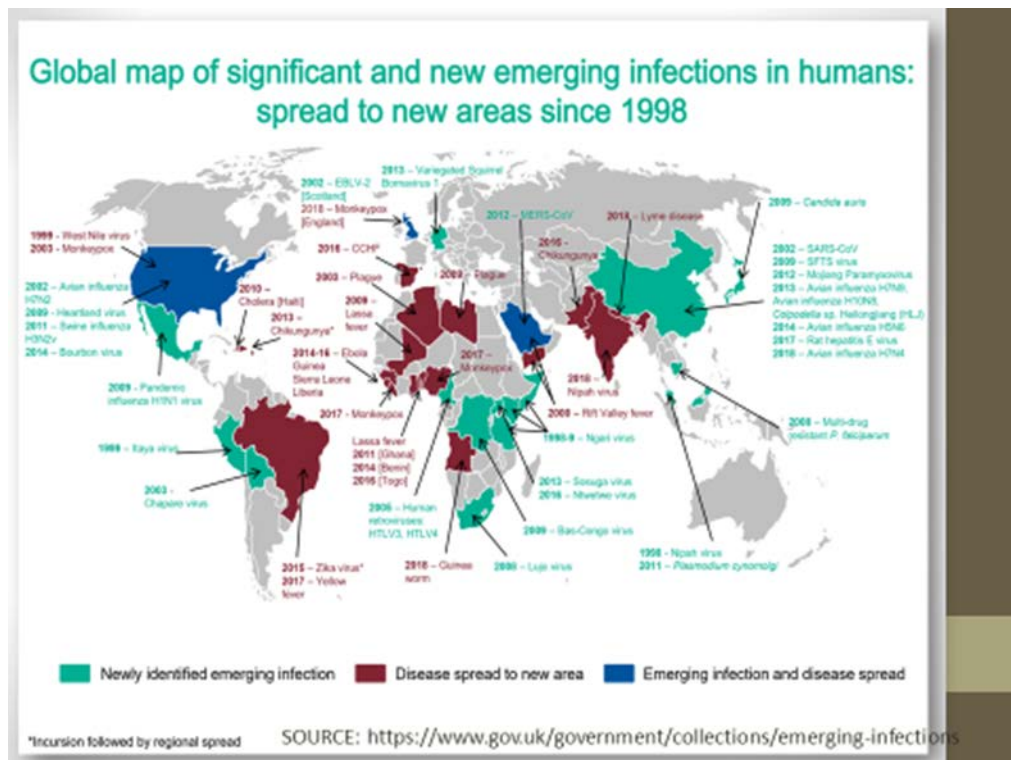 Global map of significant and new emerging infections in humans:
spread to new areas since 1998
2002 – EBLV-2
[Scotland]
2018 – Monkeypox
[England]
2013 – Variegated Squirrel
Bornavirus 1
2012 – MERS-CoV
2018 – Lyme disease
2009 – Candida auris
1999 – West Nile virus
2003 - Monkeypox
2016 – CCHF
2003 – Plague
2009 – Plague
2016 -
Chikungunya
2002 – SARS-CoV
2009 – SFTS virus
2012 – Mojiang Paramyxovirus
2013 – Avian influenza H7N9,
Avian influenza H10N8,
Colpodella sp. Heilongjiang (HLJ)
2014 – Avian influenza H5N6
2017 – Rat hepatitis E virus
2018 – Avian influenza H7N4
2002 – Avian influenza
H7N2
2009 – Heartland virus
2011 – Swine influenza
H3N2v
2014 – Bourbon virus
2010 –
Cholera [Haiti]
2013 –
Chikungunya*
2009 –
Lassa
fever
2014-16 – Ebola
Guinea
Sierra Leone
Liberia
2017 –
Monkeypox
2017 - Monkeypox
2018 –
Nipah virus
2000 – Rift Valley fever
1998-9 – Ngari virus
2008 – Multi-drug
resistant P. falciparum
2009 – Pandemic
influenza H1N1 virus
Itaya virus
2003 -
Chapare virus
Lassa fever
2011 [Ghana]
2014 [Benin]
2016 [Togo]
2005 – Human
retroviruses:
HTLV3, HTLV4
Sosuga virus
Ntwetwe virus
2009 – Bas-Congo virus
2015 – Zika virus*
2017 – Yellow
fever
2018 – Guinea
worm
2008 – Lujo virus
Nipah virus
2011 – Plasmodium cynomolgi
Newly identified emerging infection
Disease spread to new area
Emerging infection and disease spread
*Incursion followed by regional spread
SOURCE: https://www.gov.uk/government/collections/emerging-infections